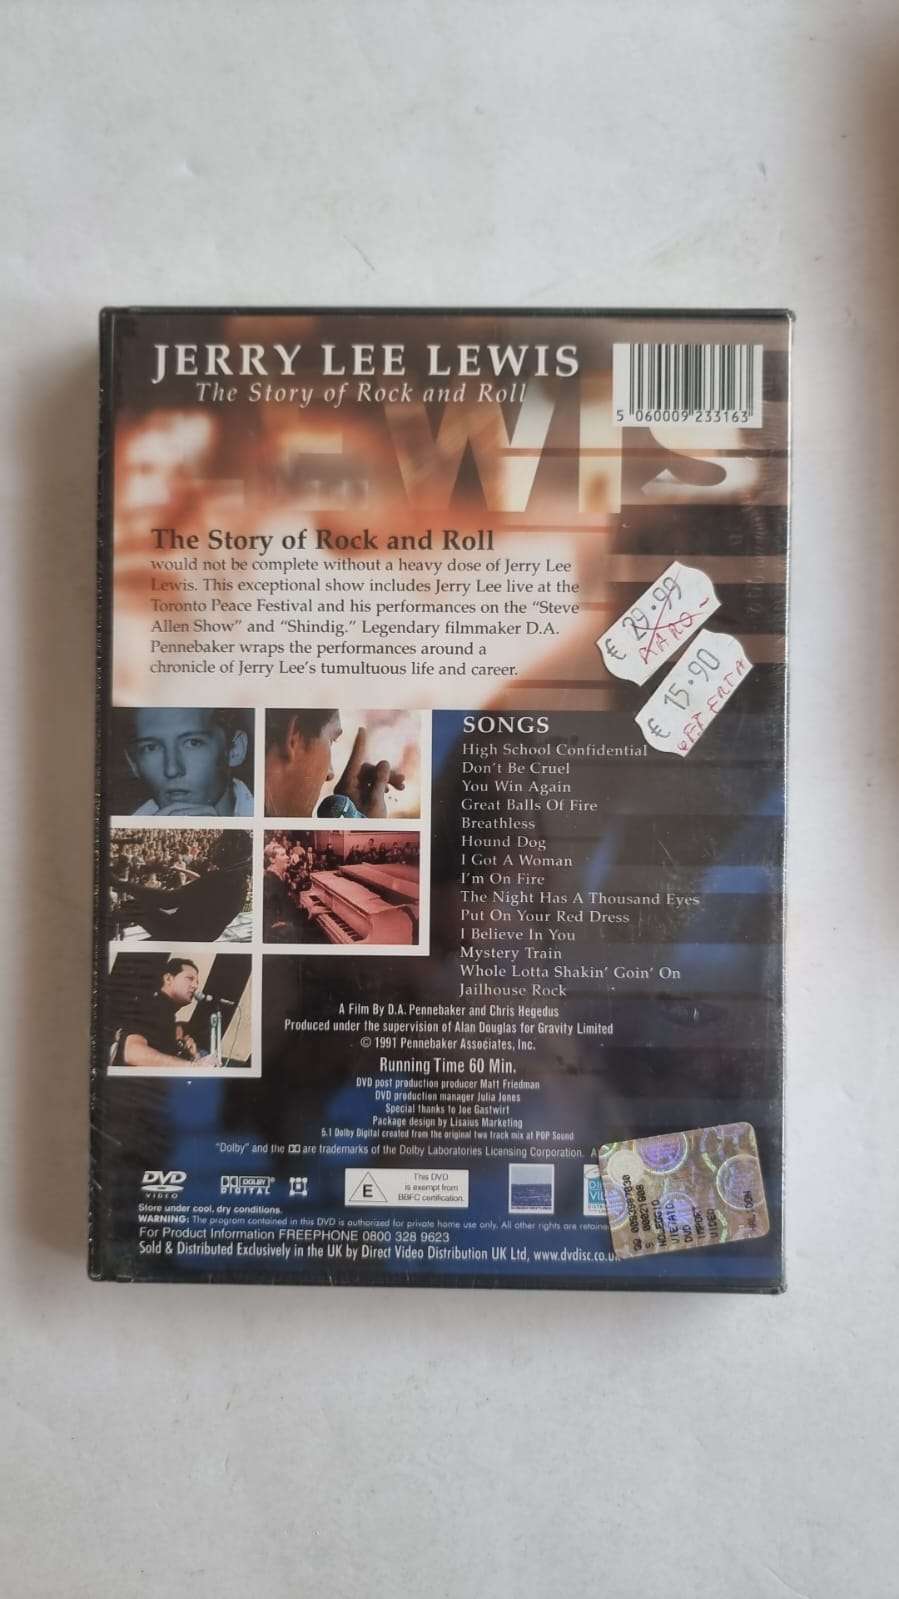 JERRY LEE LEWIS
The Story of Rock and Roll
LEWIS
5 060009 233163
The Story of Rock and Roll
would not be complete without a heavy dose of Jerry Lee
Lewis. This exceptional show includes Jerry Lee live at the
Toronto Peace Festival and his performances on the “Steve
Allen Show” and “Shindig.” Legendary filmmaker D.A.
Pennebaker wraps the performances around a
chronicle of Jerry Lee's tumultuous life and career.
€ 29.99
RARO
€ 15.90
OFFERTA
SONGS
High School Confidential
Don't Be Cruel
You Win Again
Great Balls Of Fire
Breathless
Hound Dog
I Got A Woman
I'm On Fire
The Night Has A Thousand Eyes
Put On Your Red Dress
I Believe In You
Mystery Train
Whole Lotta Shakin' Goin' On
Jailhouse Rock
A Film By D.A. Pennebaker and Chris Hegedus
Produced under the supervision of Alan Douglas for Gravity Limited
© 1991 Pennebaker Associates, Inc.
Running Time 60 Min.
DVD post production producer Matt Friedman
DVD production manager Julia Jones
Special thanks to Joe Gastwirt
Package design by Lisaius Marketing
5.1 Dolby Digital created from the original two track mix at POP Sound
“Dolby” and the are trademarks of the Dolby Laboratories Licensing Corporation.
DVD
VIDEO
DOLBY
DIGITAL
E
This DVD
is exempt from
BBFC certification.
Store under cool, dry conditions.
WARNING: The program contained in this DVD is authorized for private home use only. All other rights are
For Product Information FREEPHONE 0800 328 9623
Sold & Distributed Exclusively in the UK by Direct Video Distribution UK Ltd, www.dvdisc.co.uk
NOLEGGIO
VIETATO
DVD
IMPORT
VIDEO